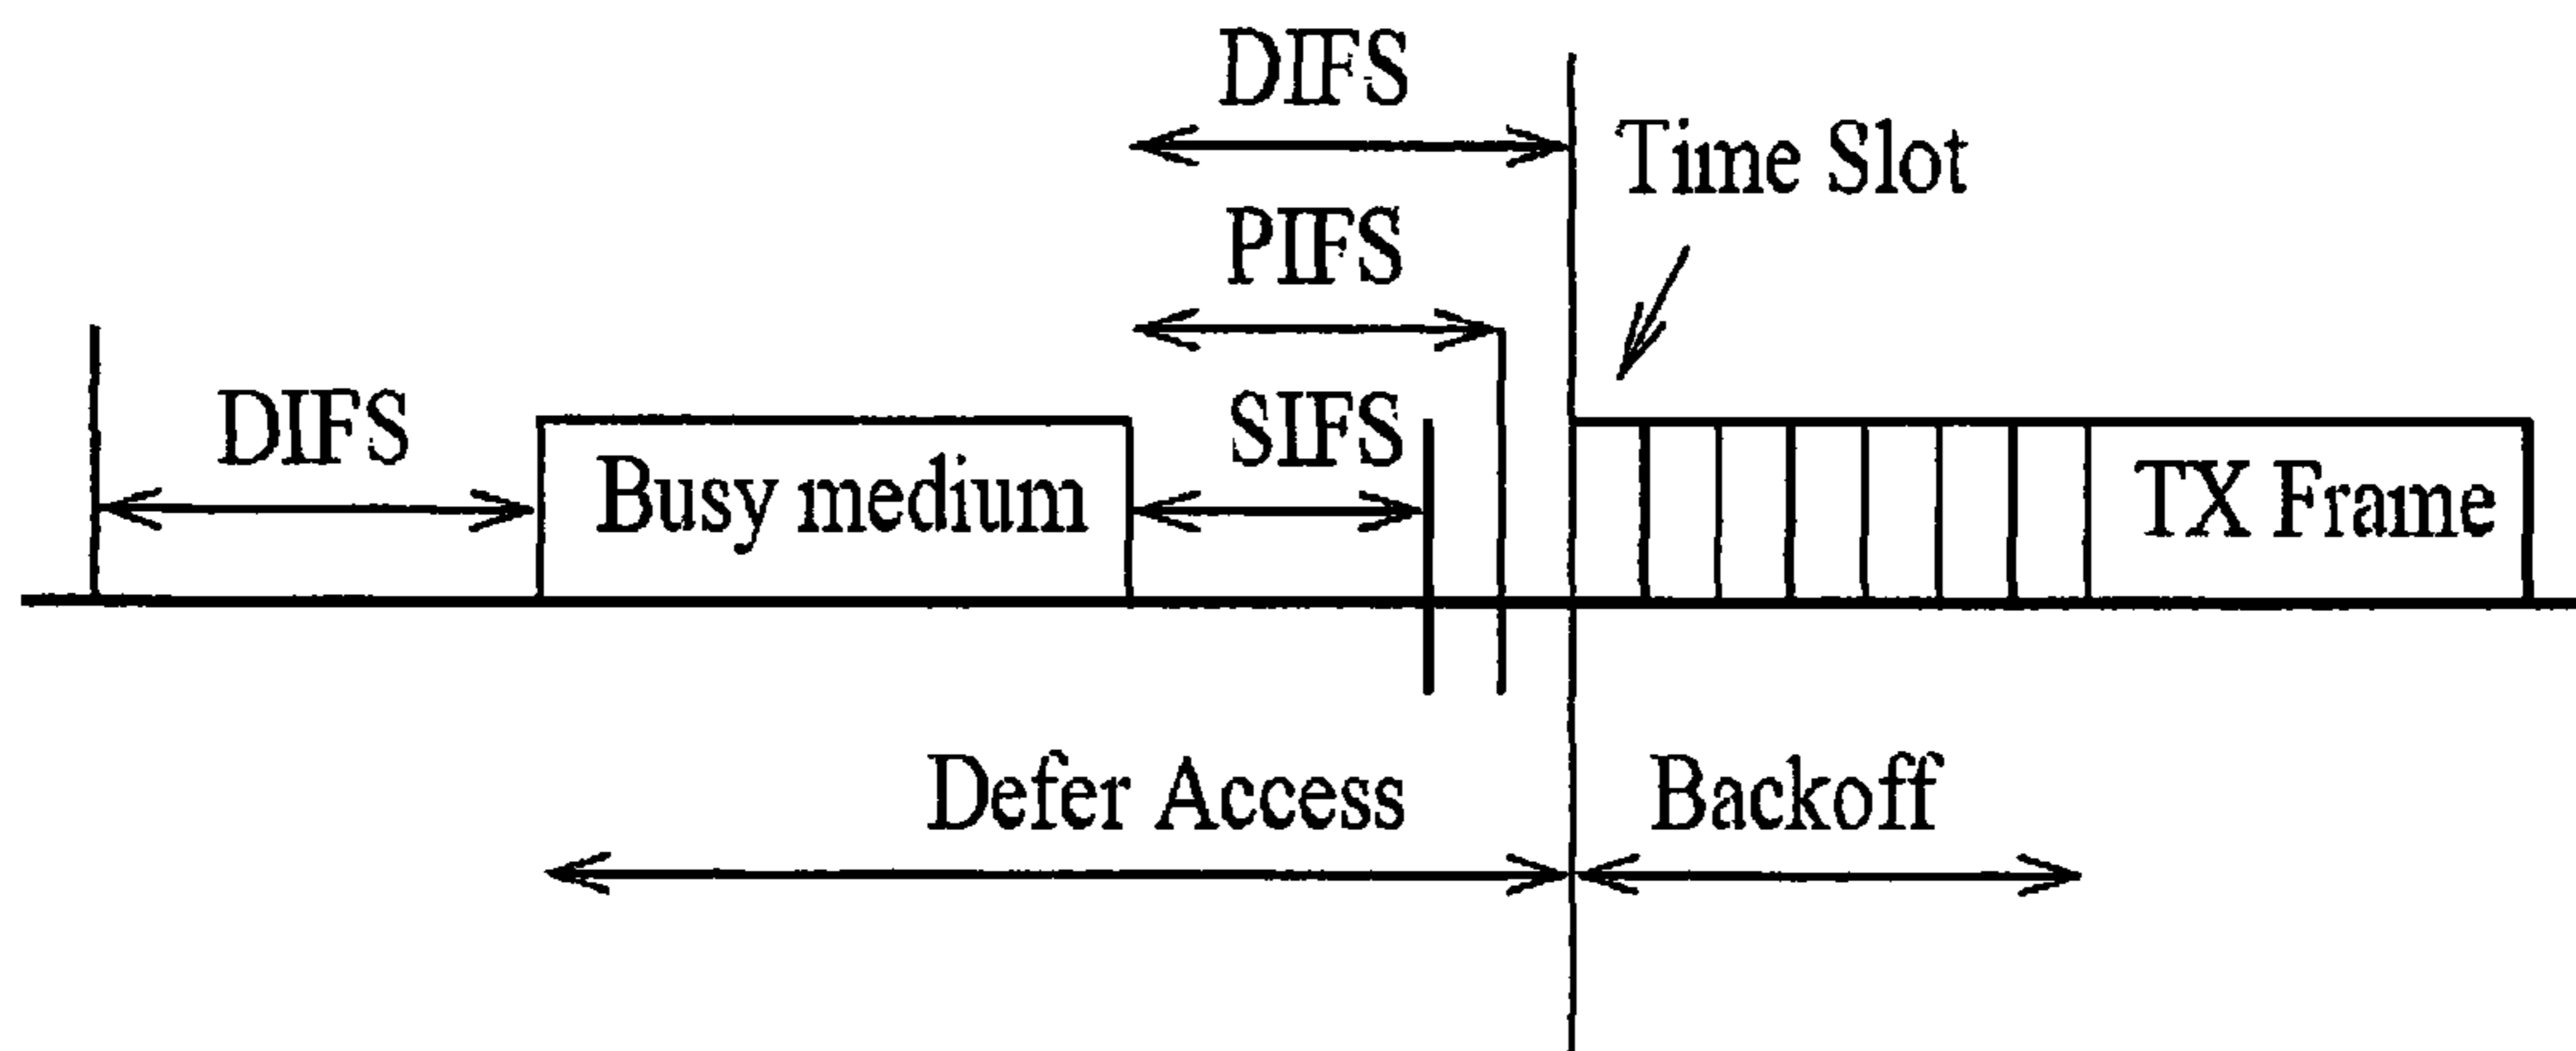 DIFS
Time Slot
PIFS
DIFS
SIFS
Busy medium
TX Frame
Defer Access
Backoff